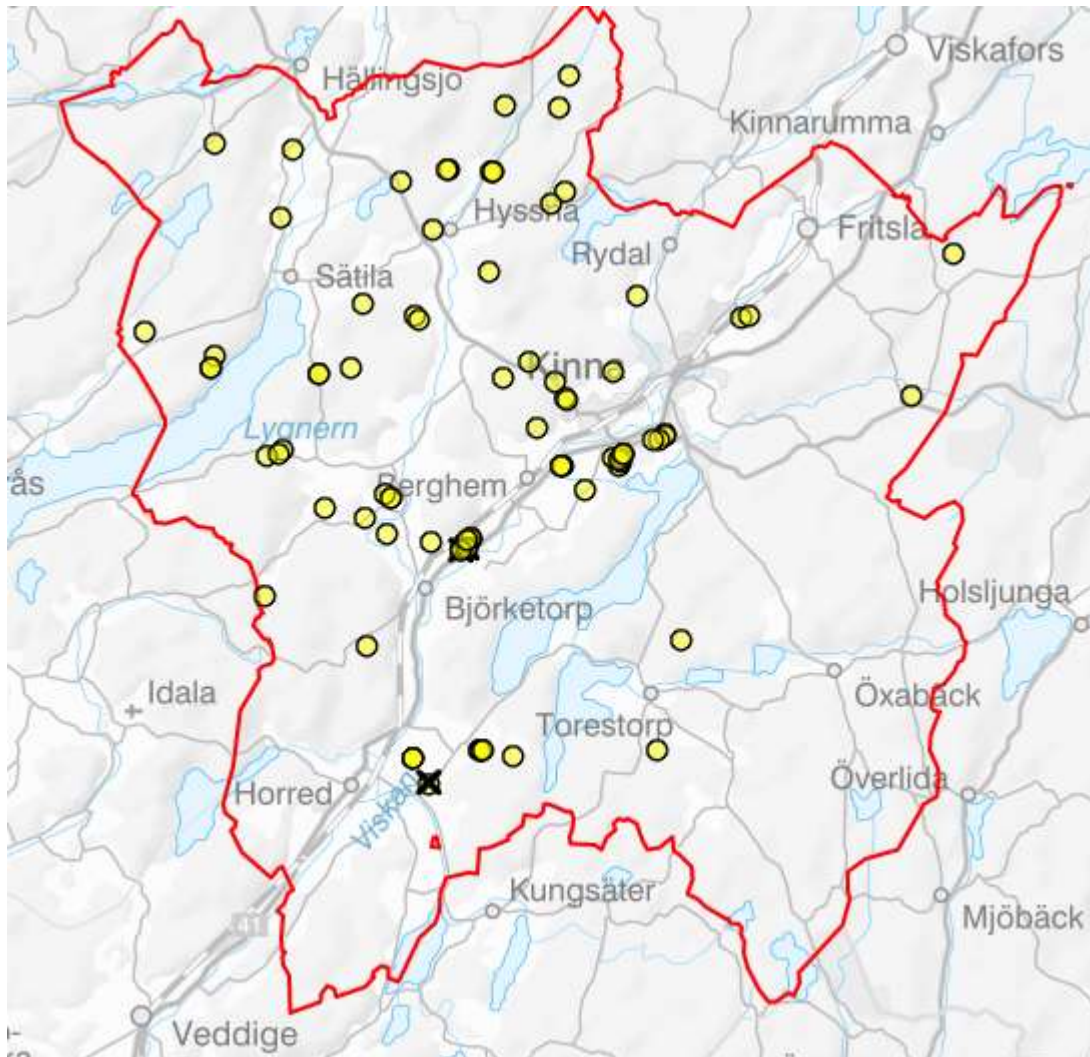 Viskafors
Hällingsjö
Kinnarumma
Hyssna
Fritsla
Rydal
Sätila
Kinna
Lygnern
ås
Berghem
Björketorp
Holsljunga
Idala
Öxabäck
Torestorp
Överlida
Horred
Viskan
Kungsäter
Mjöbäck
Veddige